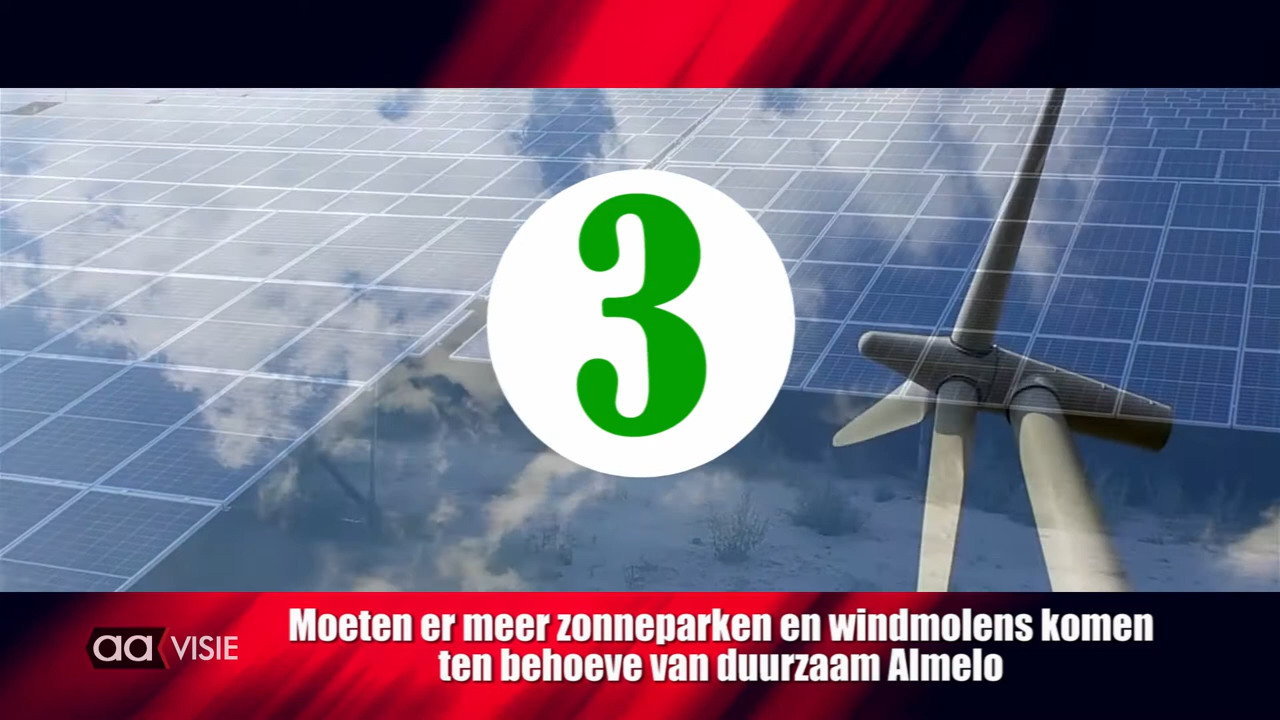 3
aa VISIE
Moeten er meer zonneparken en windmolens komen
ten behoeve van duurzaam Almelo